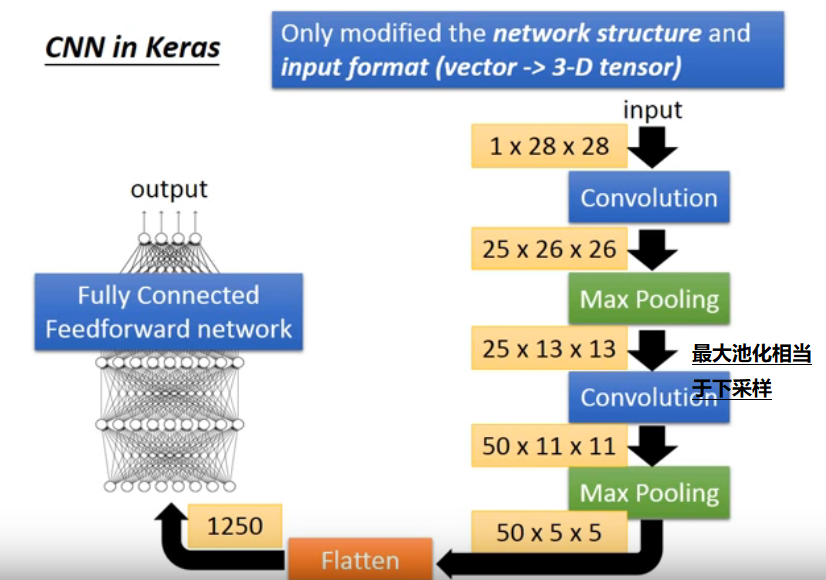 CNN in Keras
Only modified the network structure and
input format (vector -> 3-D tensor)
input
1 x 28 x 28
Convolution
25 x 26 x 26
Max Pooling
25 x 13 x 13
最大池化相当
于下采样
Convolution
50 x 11 x 11
Max Pooling
50 x 5 x 5
Flatten
1250
output
Fully Connected
Feedforward network